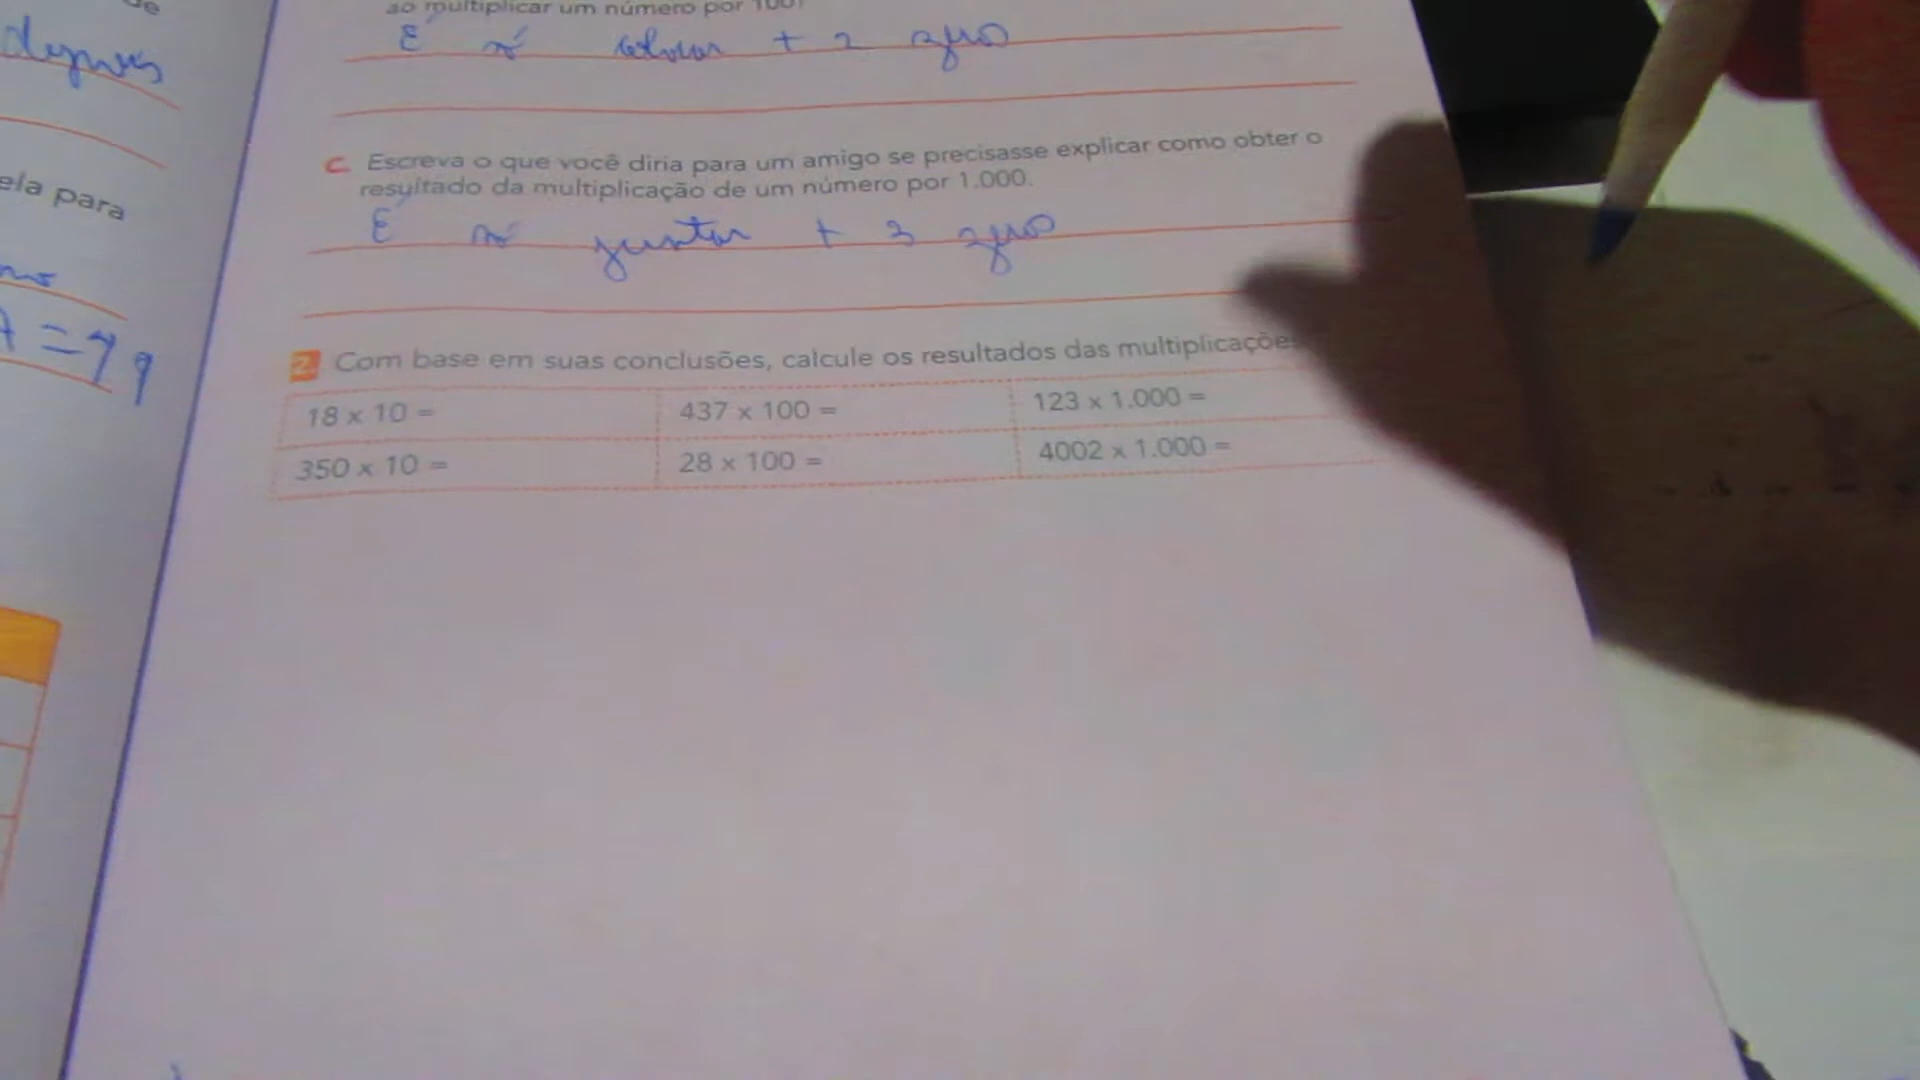 de
depois
ela para
= 79
ao multiplicar um número por 100?
É só colocar + 2 zero
C. Escreva o que você diria para um amigo se precisasse explicar como obter o
resultado da multiplicação de um número por 1.000.
É só juntar + 3 zero
2. Com base em suas conclusões, calcule os resultados das
18 x 10 =
437 x 100 =
123 x 1.000 =
350 x 10 =
28 x 100 =
4002 x 1.000 =